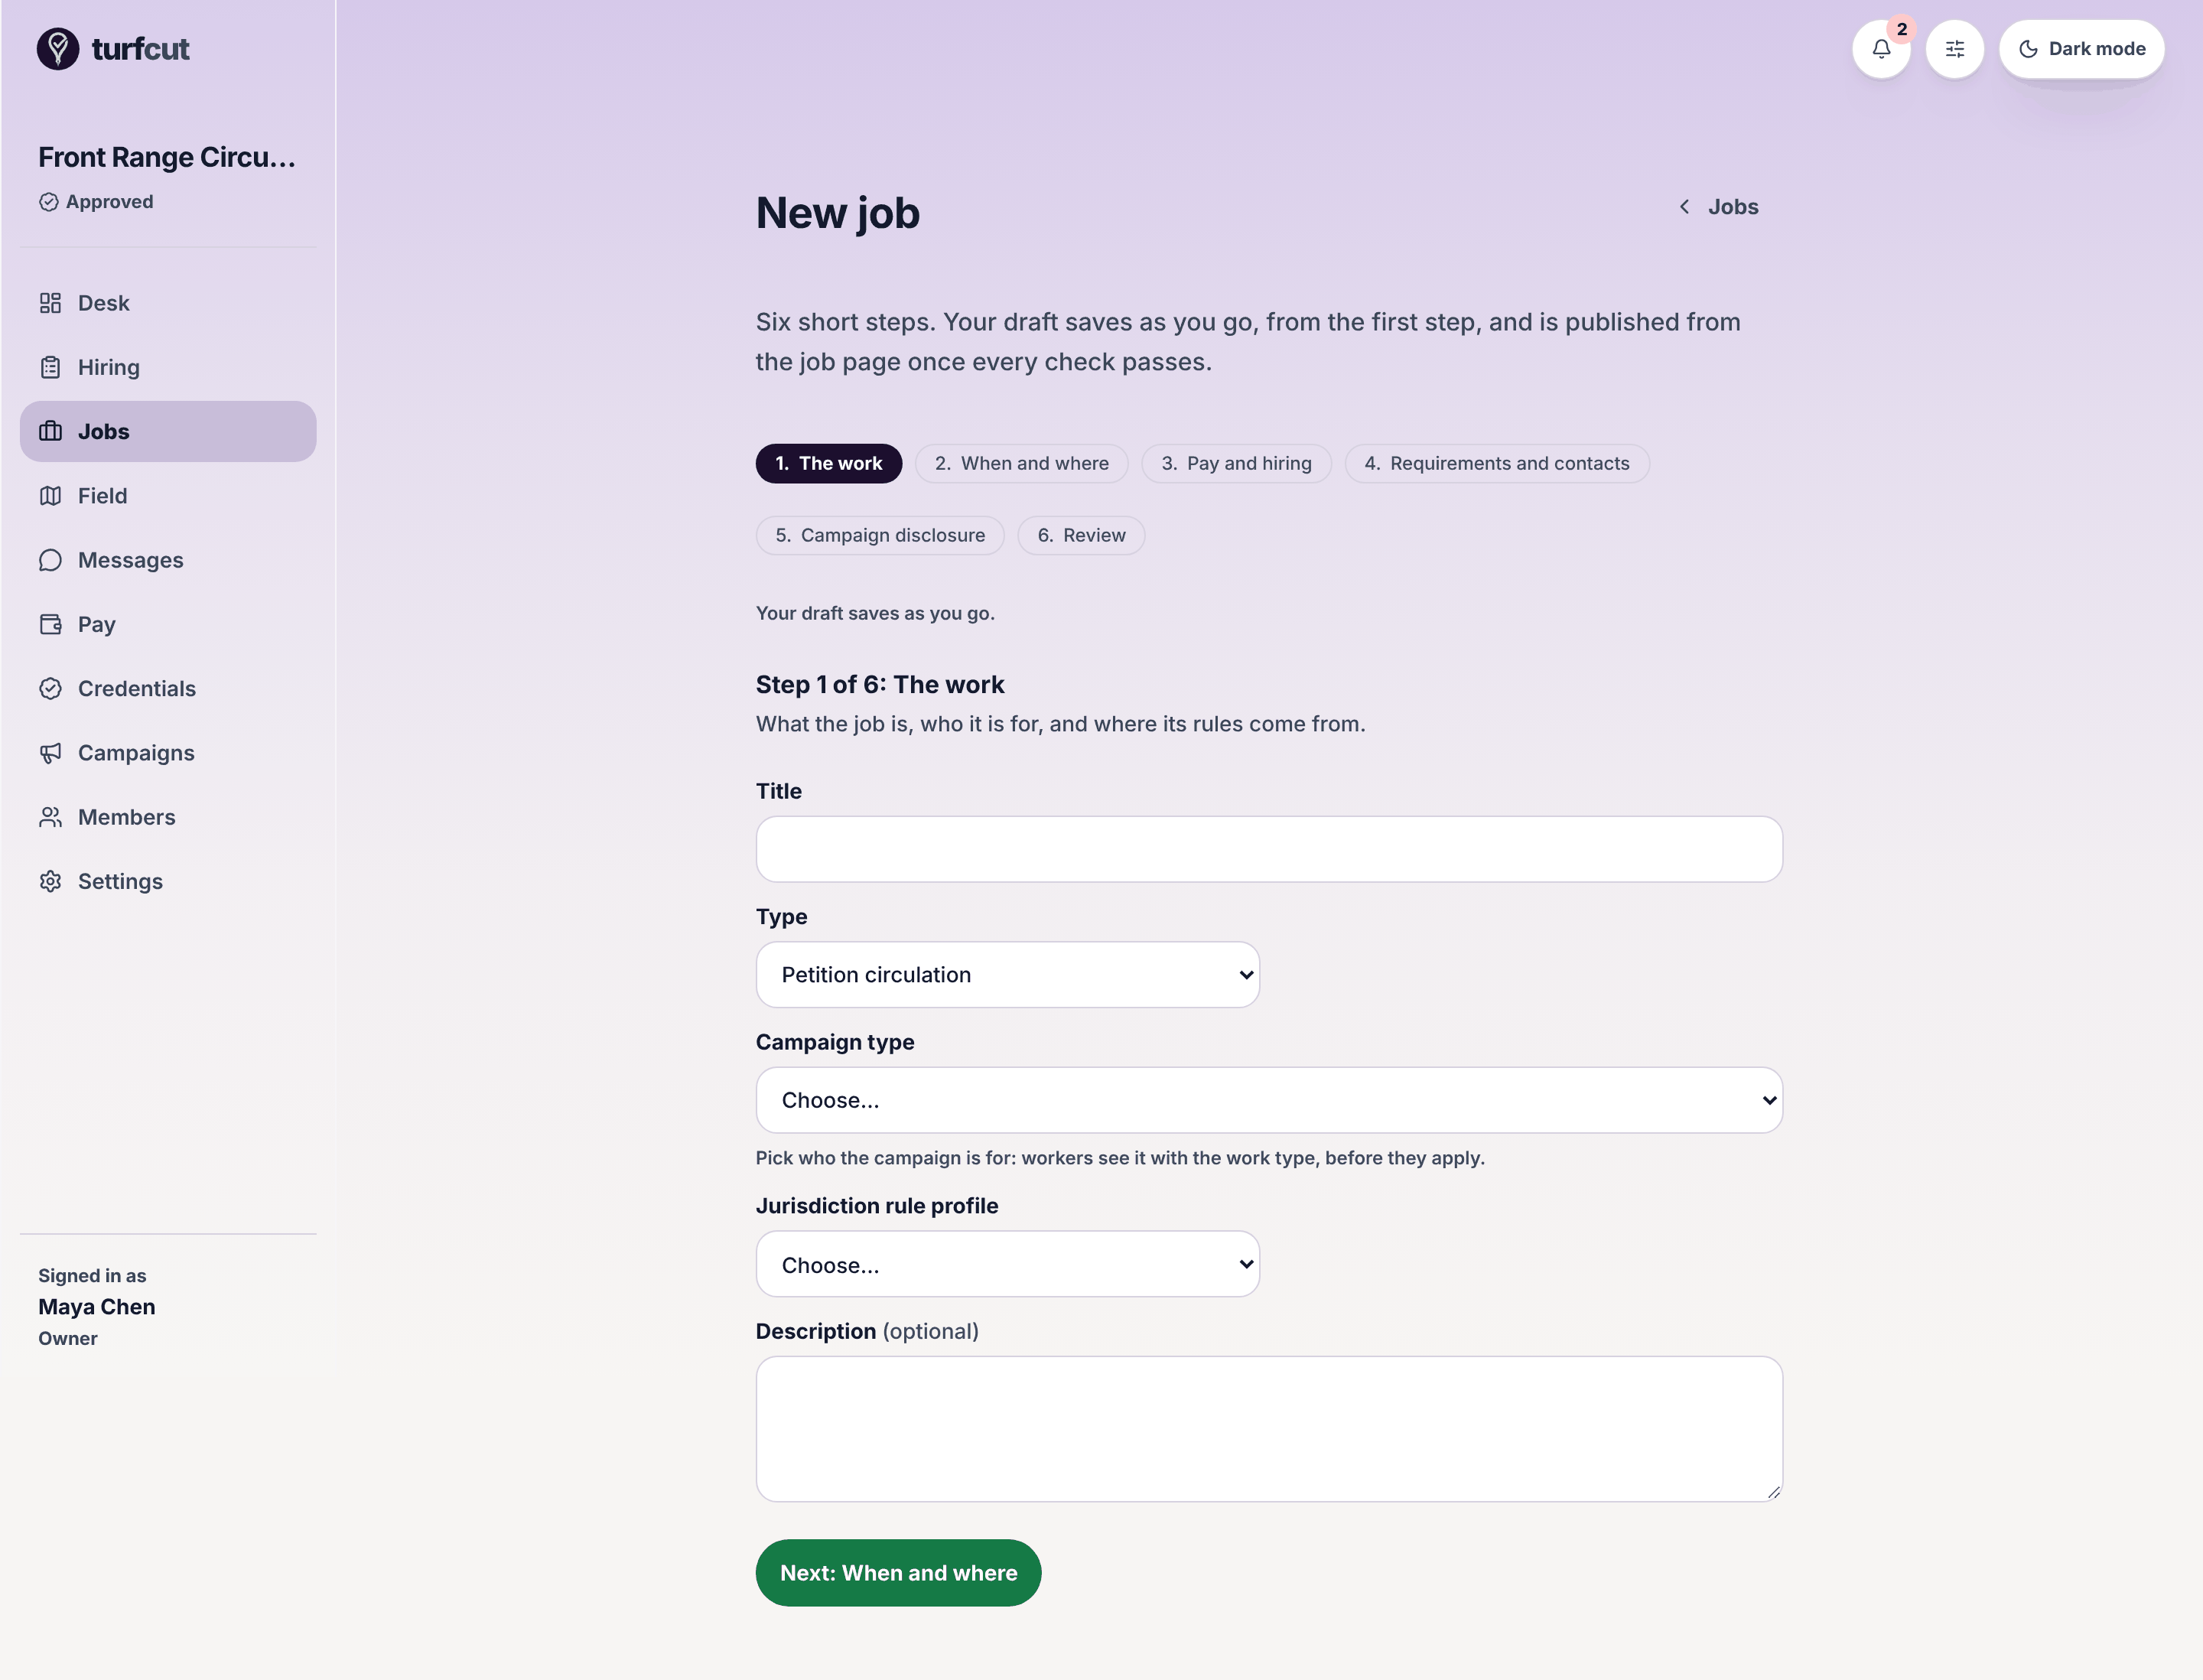 turfcut
2
Dark mode
Front Range Circu...
Approved
Desk
Hiring
Jobs
Field
Messages
Pay
Credentials
Campaigns
Members
Settings
Signed in as
Maya Chen
Owner
New job
Jobs
Six short steps. Your draft saves as you go, from the first step, and is published from
the job page once every check passes.
1. The work
2. When and where
3. Pay and hiring
4. Requirements and contacts
5. Campaign disclosure
6. Review
Your draft saves as you go.
Step 1 of 6: The work
What the job is, who it is for, and where its rules come from.
Title
Type
Petition circulation
Campaign type
Choose...
Pick who the campaign is for: workers see it with the work type, before they apply.
Jurisdiction rule profile
Choose...
Description (optional)
Next: When and where